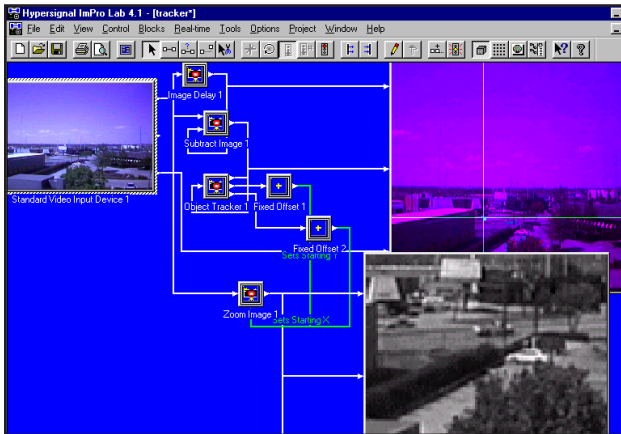 Hypersignal ImPro Lab 4.1 - [tracker*]
File Edit View Control Blocks Real-time Tools Options Project Window Help
Image Delay 1
Subtract Image 1
Standard Video Input Device 1
Object Tracker 1
Fixed Offset 1
Fixed Offset 2
Sets Starting Y
Zoom Image 1
Sets Starting X